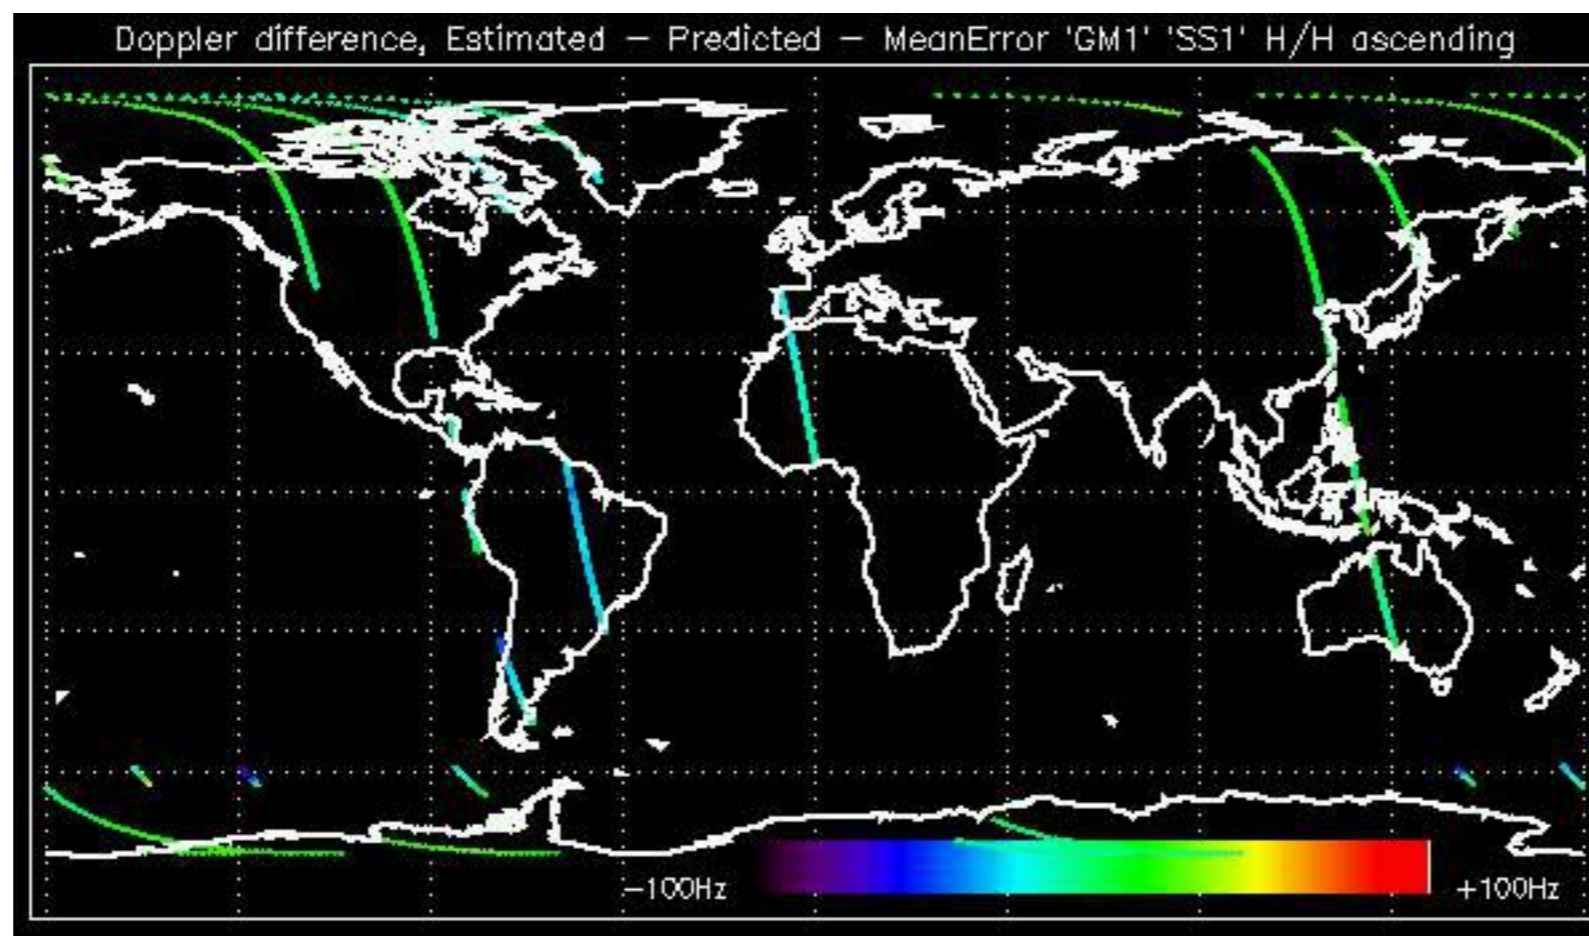 Doppler difference, Estimated – Predicted – MeanError 'GM1' 'SS1' H/H ascending
–100Hz
+100Hz